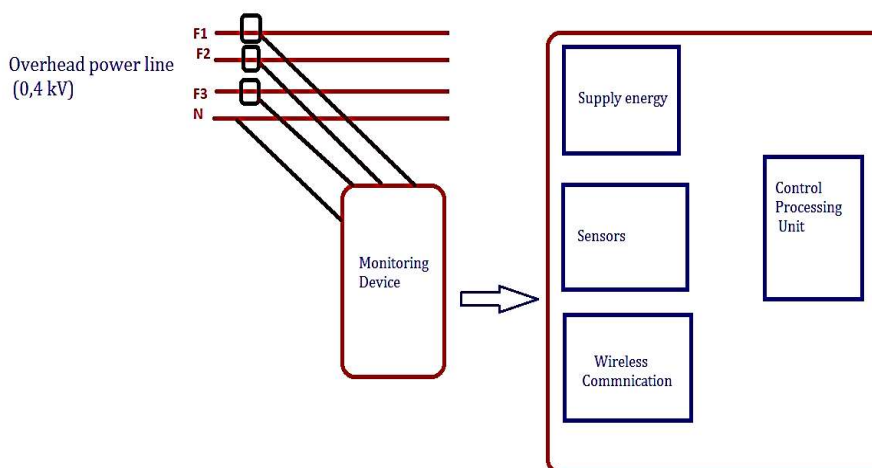 F1
F2
Overhead power line
(0,4 kV)
F3
N
Monitoring
Device
Supply energy
Sensors
Wireless
Commnication
Control
Processing
Unit